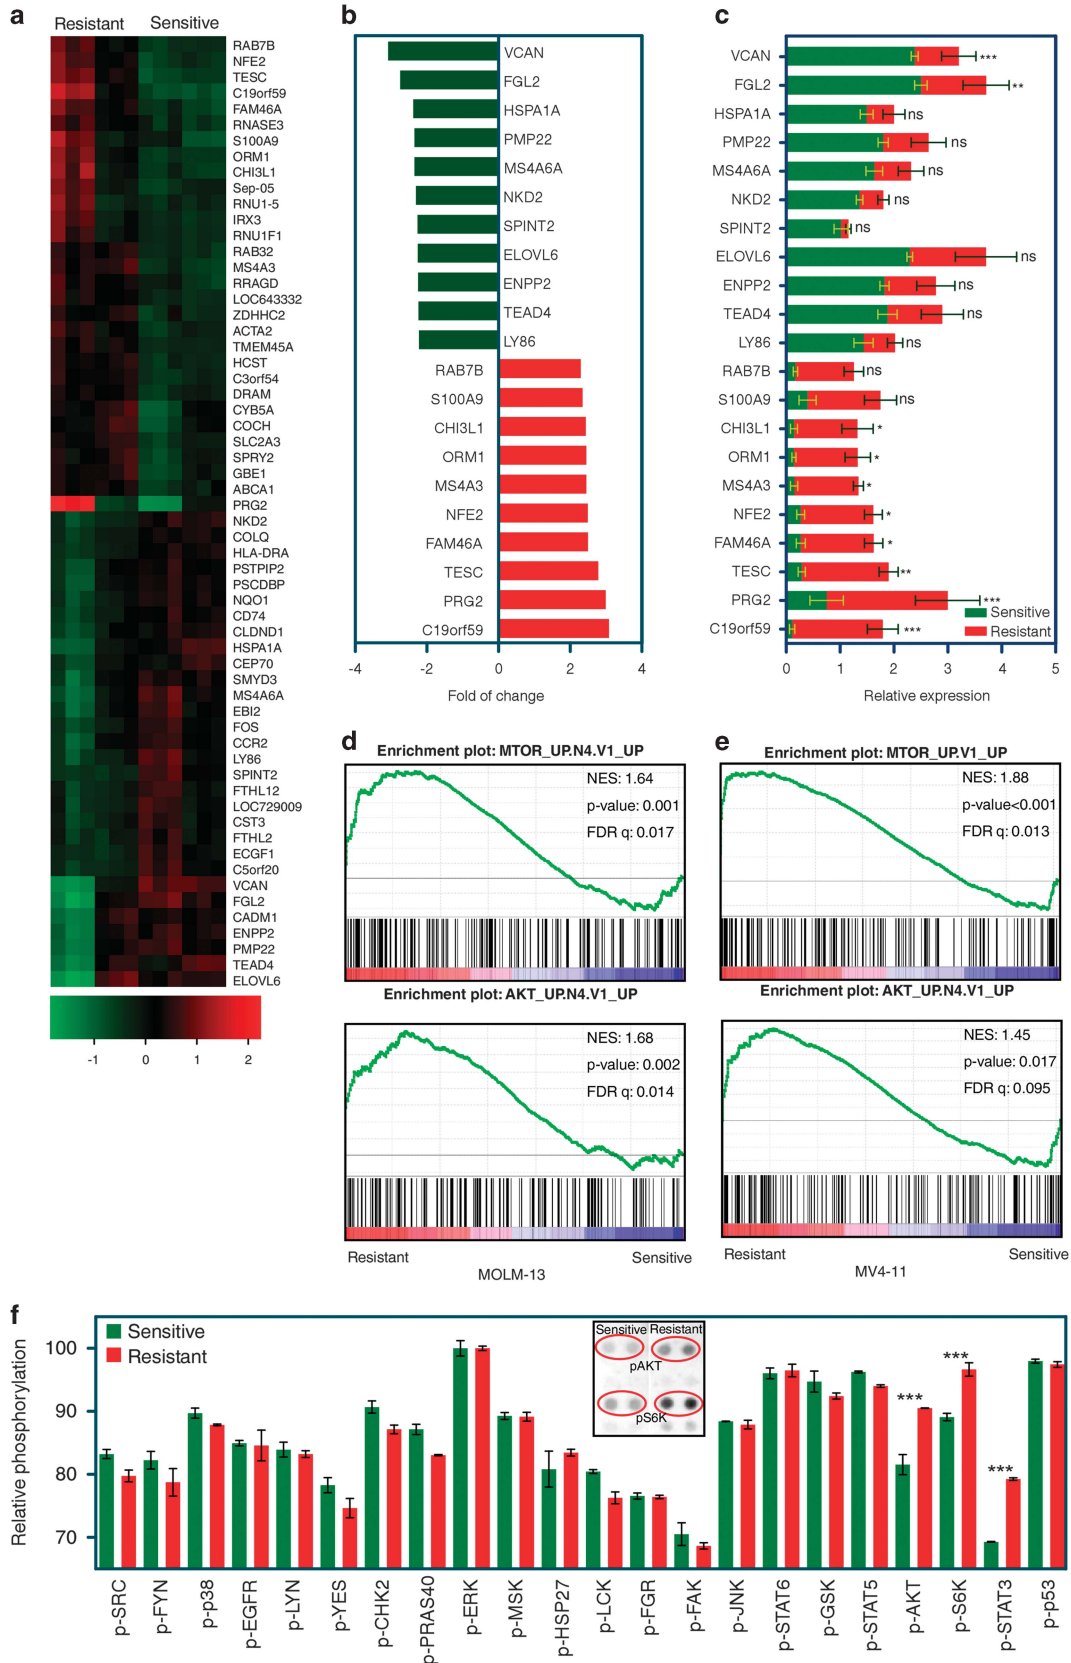 a
Resistant Sensitive
RAB7B
NFE2
TESC
C19orf59
FAM46A
RNASE3
S100A9
ORM1
CHI3L1
Sep-05
RNU1-5
IRX3
RNU1F1
RAB32
MS4A3
RRAGD
LOC643332
ZDHHC2
ACTA2
TMEM45A
HCST
C3orf54
DRAM
CYB5A
COCH
SLC2A3
SPRY2
GBE1
ABCA1
PRG2
NKD2
COLQ
HLA-DRA
PSTPIP2
PSCDBP
NQO1
CD74
CLDND1
HSPA1A
CEP70
SMYD3
MS4A6A
EBI2
FOS
CCR2
LY86
SPINT2
FTHL12
LOC729009
CST3
FTHL2
ECGF1
C5orf20
VCAN
FGL2
CADM1
ENPP2
PMP22
TEAD4
ELOVL6
-1 0 1 2
b
VCAN
FGL2
HSPA1A
PMP22
MS4A6A
NKD2
SPINT2
ELOVL6
ENPP2
TEAD4
LY86
RAB7B
S100A9
CHI3L1
ORM1
MS4A3
NFE2
FAM46A
TESC
PRG2
C19orf59
-4 -2 0 2 4
Fold of change
c
VCAN ***
FGL2 **
HSPA1A ns
PMP22 ns
MS4A6A ns
NKD2 ns
SPINT2 ns
ELOVL6 ns
ENPP2 ns
TEAD4 ns
LY86 ns
RAB7B ns
S100A9 ns
CHI3L1 *
ORM1 *
MS4A3 *
NFE2 *
FAM46A *
TESC **
PRG2 ***
C19orf59 ***
Sensitive
Resistant
0 1 2 3 4 5
Relative expression
d
Enrichment plot: MTOR_UP.N4.V1_UP
NES: 1.64
p-value: 0.001
FDR q: 0.017
Enrichment plot: AKT_UP.N4.V1_UP
NES: 1.68
p-value: 0.002
FDR q: 0.014
Resistant Sensitive
MOLM-13
e
Enrichment plot: MTOR_UP.V1_UP
NES: 1.88
p-value<0.001
FDR q: 0.013
Enrichment plot: AKT_UP.N4.V1_UP
NES: 1.45
p-value: 0.017
FDR q: 0.095
Resistant Sensitive
MV4-11
f
Relative phosphorylation
100
90
80
70
Sensitive
Resistant
Sensitive Resistant
pAKT
pS6K
***
***
***
p-SRC
p-FYN
p-p38
p-EGFR
p-LYN
p-YES
p-CHK2
p-PRAS40
p-ERK
p-MSK
p-HSP27
p-LCK
p-FGR
p-FAK
p-JNK
p-STAT6
p-GSK
p-STAT5
p-AKT
p-S6K
p-STAT3
p-p53